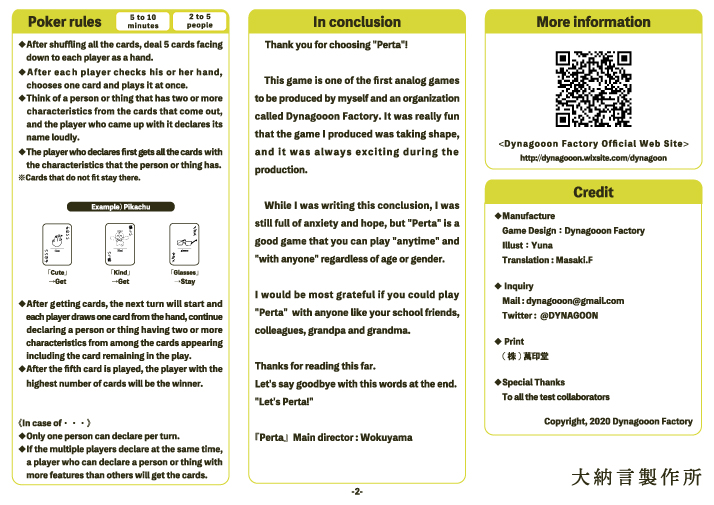 Poker rules
5 to 10
minutes
2 to 5
people
◆After shuffling all the cards, deal 5 cards facing
down to each player as a hand.
◆After each player checks his or her hand,
chooses one card and plays it at once.
◆Think of a person or thing that has two or more
characteristics from the cards that come out,
and the player who came up with it declares its
name loudly.
◆The player who declares first gets all the cards with
the characteristics that the person or thing has.
※Cards that do not fit stay there.
Example）Pikachu
「Cute」
→Get
「Kind」
→Get
「Glasses」
→Stay
◆After getting cards, the next turn will start and
each player draws one card from the hand, continue
declaring a person or thing having two or more
characteristics from among the cards appearing
including the card remaining in the play.
◆After the fifth card is played, the player with the
highest number of cards will be the winner.
《In case of・・・》
◆Only one person can declare per turn.
◆If the multiple players declare at the same time,
a player who can declare a person or thing with
more features than others will get the cards.
In conclusion
Thank you for choosing "Perta"!
This game is one of the first analog games
to be produced by myself and an organization
called Dynagooon Factory. It was really fun
that the game I produced was taking shape,
and it was always exciting during the
production.
While I was writing this conclusion, I was
still full of anxiety and hope, but "Perta" is a
good game that you can play "anytime" and
"with anyone" regardless of age or gender.
I would be most grateful if you could play
"Perta" with anyone like your school friends,
colleagues, grandpa and grandma.
Thanks for reading this far.
Let's say goodbye with this words at the end.
"Let's Perta!"
『Perta』 Main director : Wokuyama
-2-
More information
<Dynagooon Factory Official Web Site>
http://dynagooon.wixsite.com/dynagoon
Credit
◆Manufacture
Game Design：Dynagooon Factory
Illust：Yuna
Translation : Masaki.F
◆ Inquiry
Mail : dynagooon@gmail.com
Twitter : @DYNAGOON
◆ Print
（株）萬印堂
◆Special Thanks
To all the test collaborators
Copyright, 2020 Dynagooon Factory
大納言製作所